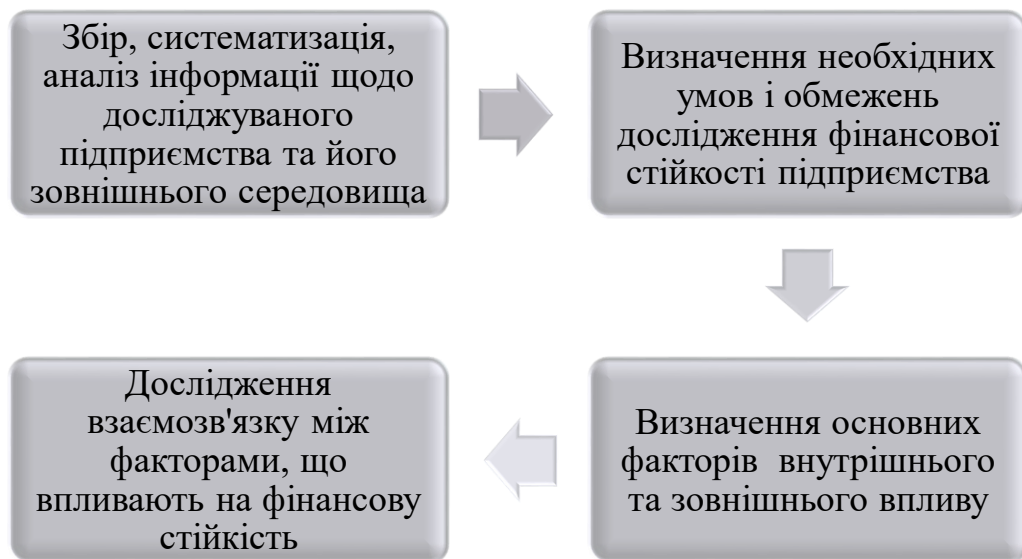 Збір, систематизація,
аналіз інформації щодо
досліджуваного
підприємства та його
зовнішнього середовища
Визначення необхідних
умов і обмежень
дослідження фінансової
стійкості підприємства
Визначення основних
факторів внутрішнього
та зовнішнього впливу
Дослідження
взаємозв'язку між
факторами, що
впливають на фінансову
стійкість